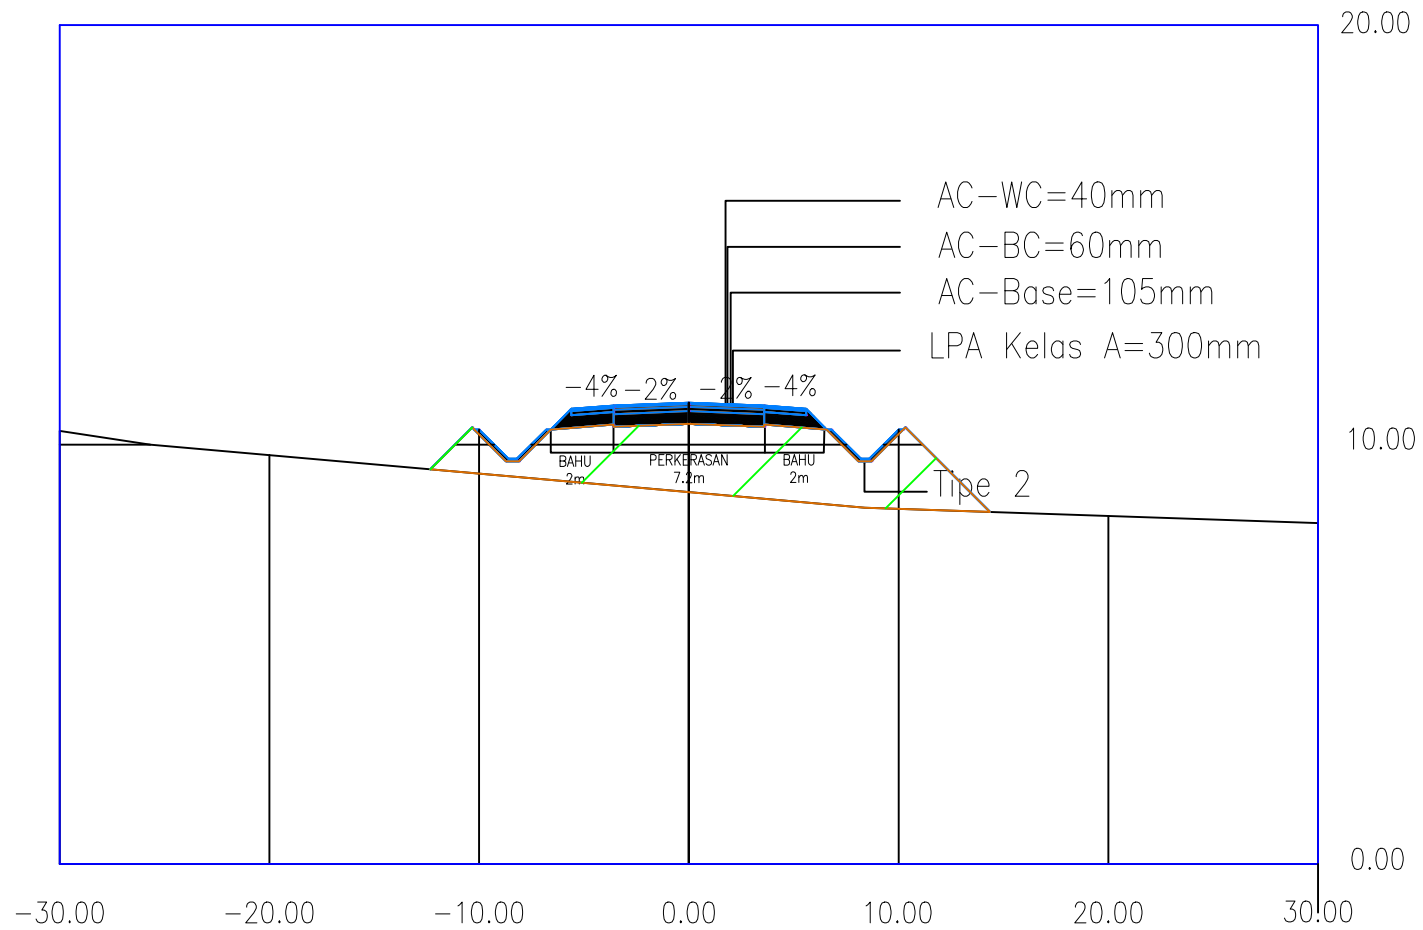 20.00
AC-WC=40mm
AC-BC=60mm
AC-Base=105mm
LPA Kelas A=300mm
-4% -2% -2% -4%
10.00
BAHU PERKERASAN BAHU
2m 7.2m 2m
Tipe 2
0.00
-30.00 -20.00 -10.00 0.00 10.00 20.00 30.00